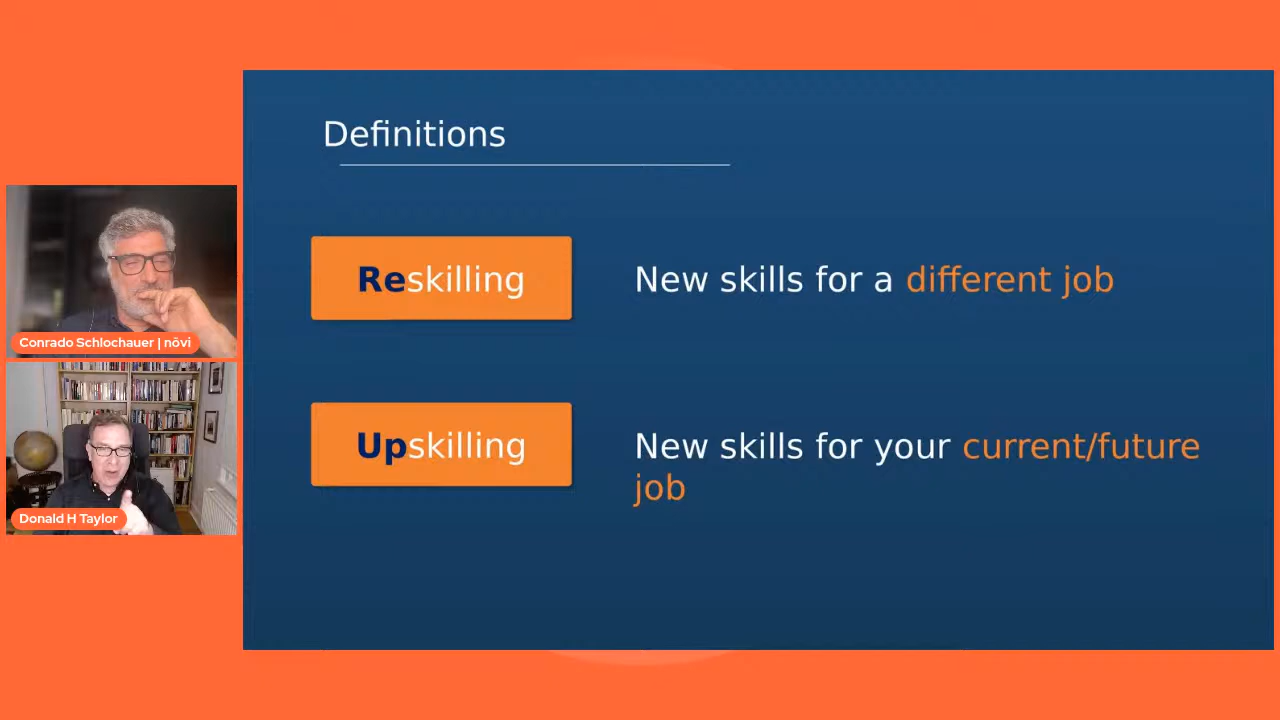 Definitions
Reskilling
New skills for a different job
Upskilling
New skills for your current/future
job
Conrado Schlochauer | nōvi
Donald H Taylor